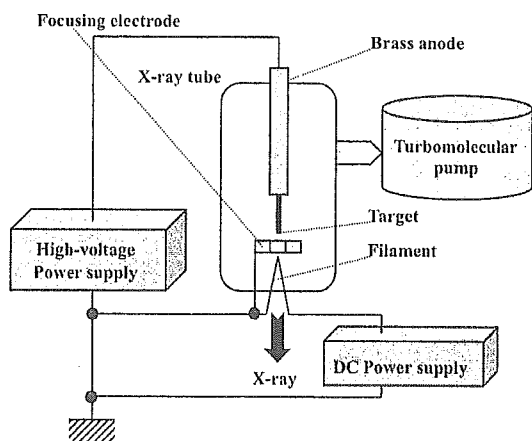 Focusing electrode
Brass anode
X-ray tube
Turbomolecular
pump
Target
Filament
High-voltage
Power supply
X-ray
DC Power supply